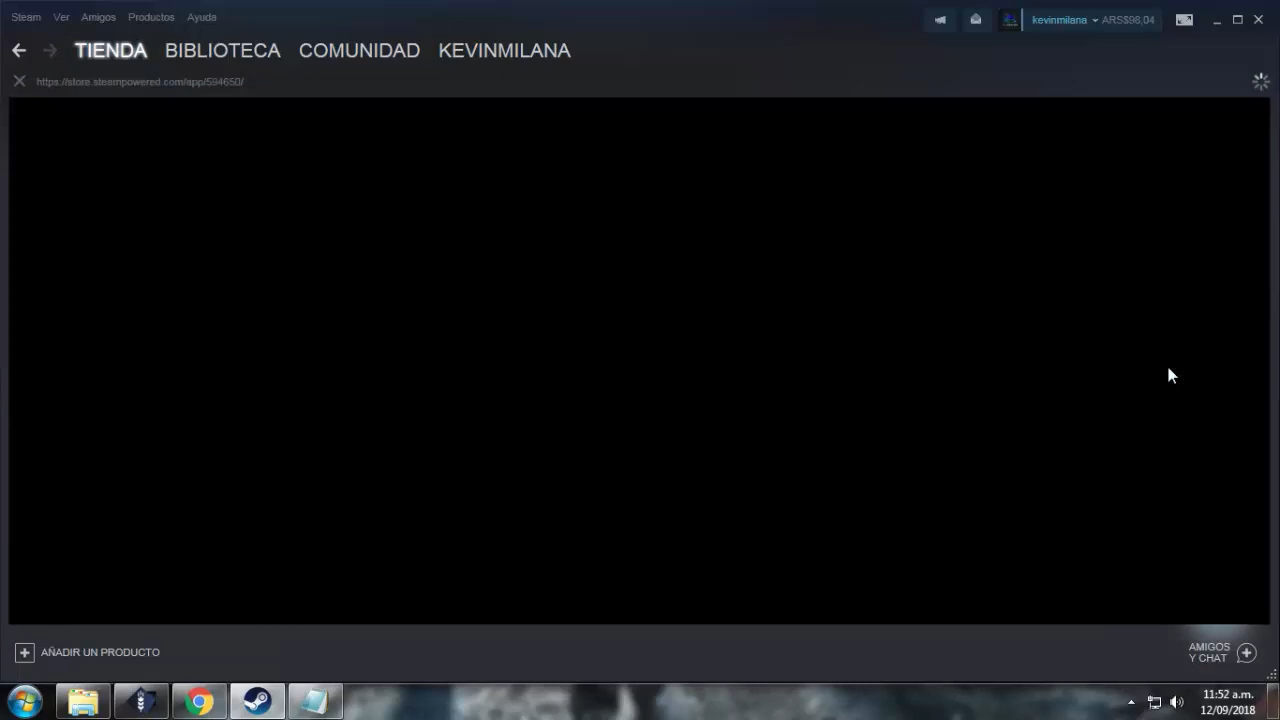 Steam Ver Amigos Productos Ayuda
kevinmilana ARS$98,04
TIENDA BIBLIOTECA COMUNIDAD KEVINMILANA
https://store.steampowered.com/app/594650/
AÑADIR UN PRODUCTO
AMIGOS
Y CHAT
11:52 a.m.
12/09/2018